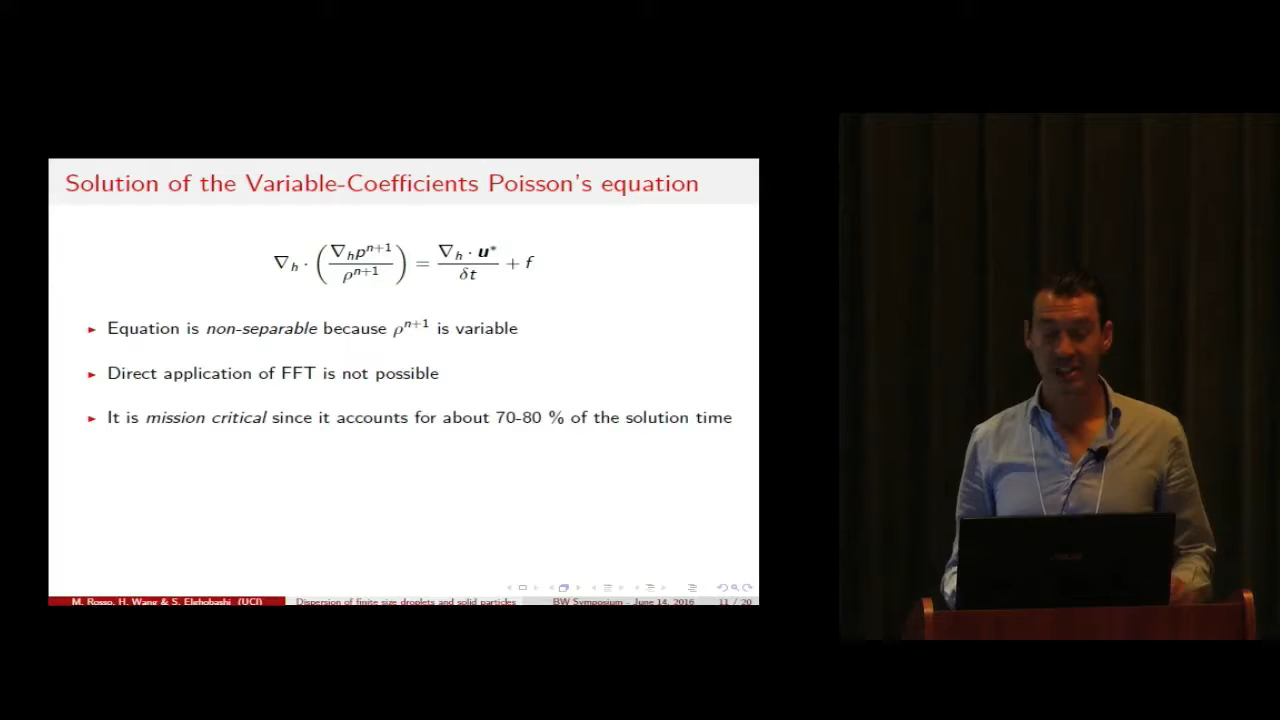 Solution of the Variable-Coefficients Poisson's equation
∇h · (∇h p^{n+1} / ρ^{n+1}) = ∇h · u* / δt + f
► Equation is non-separable because ρ^{n+1} is variable
► Direct application of FFT is not possible
► It is mission critical since it accounts for about 70-80 % of the solution time
M. Rosso, H. Wang & S. Elghobashi (UCI) Dispersion of finite size droplets and solid particles BW Symposium - June 14, 2016 11 / 20